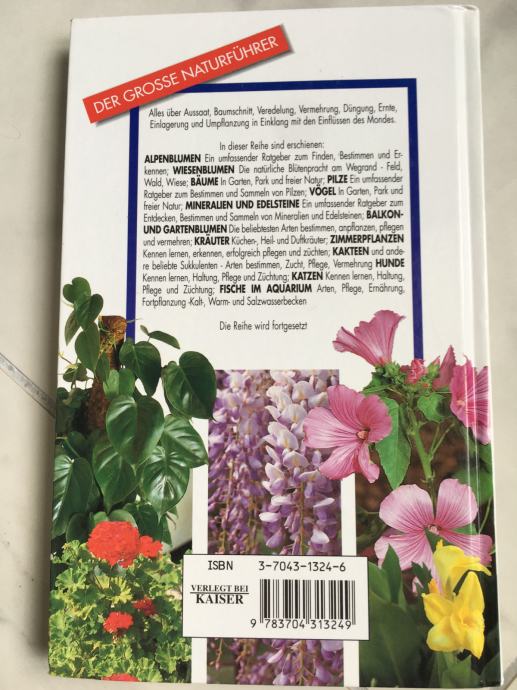 DER GROSSE NATURFÜHRER
Alles über Aussaat, Baumschnitt, Veredelung, Vermehrung, Düngung, Ernte,
Einlagerung und Umpflanzung in Einklang mit den Einflüssen des Mondes.
In dieser Reihe sind erschienen:
ALPENBLUMEN Ein umfassender Ratgeber zum Finden, Bestimmen und Er-
kennen; WIESENBLUMEN Die natürliche Blütenpracht am Wegrand - Feld,
Wald, Wiese; BÄUME In Garten, Park und freier Natur; PILZE Ein umfassender
Ratgeber zum Bestimmen und Sammeln von Pilzen; VÖGEL In Garten, Park und
freier Natur; MINERALIEN UND EDELSTEINE Ein umfassender Ratgeber zum
Entdecken, Bestimmen und Sammeln von Mineralien und Edelsteinen; BALKON-
UND GARTENBLUMEN Die beliebtesten Arten bestimmen, anpflanzen, pflegen
und vermehren; KRÄUTER Küchen-, Heil- und Duftkräuter; ZIMMERPFLANZEN
Kennen lernen, erkennen, erfolgreich pflegen und züchten; KAKTEEN und ande-
re beliebte Sukkulenten - Arten bestimmen, Zucht, Pflege, Vermehrung HUNDE
Kennen lernen, Haltung, Pflege und Züchtung; KATZEN Kennen lernen, Haltung,
Pflege und Züchtung; FISCHE IM AQUARIUM Arten, Pflege, Ernährung,
Fortpflanzung -Kalt-, Warm- und Salzwasserbecken
Die Reihe wird fortgesetzt
ISBN 3-7043-1324-6
VERLEGT BEI
KAISER
9 783704 313249